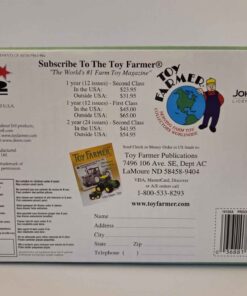 Subscribe To The Toy Farmer®
"The World's #1 Farm Toy Magazine"
1 year (12 issues) - Second Class
In the USA: $25.95
Outside USA: $31.95
1 year (12 issues) - First Class
In the USA: $45.00
Outside USA: $65.00
2 year (24 issues) - Second Class
In the USA: $41.95
Outside USA: $54.95
TOY
FARMER
Send Check or Money Order in US Funds to:
Toy Farmer Publications
7496 106 Ave. SE, Dept AC
LaMoure ND 58458-9404
VISA, MasterCard, Discover
or A/E orders call
1-800-533-8293
www.toyfarmer.com
TOY FARMER
Name
Address
City
State Zip
Telephone ( )